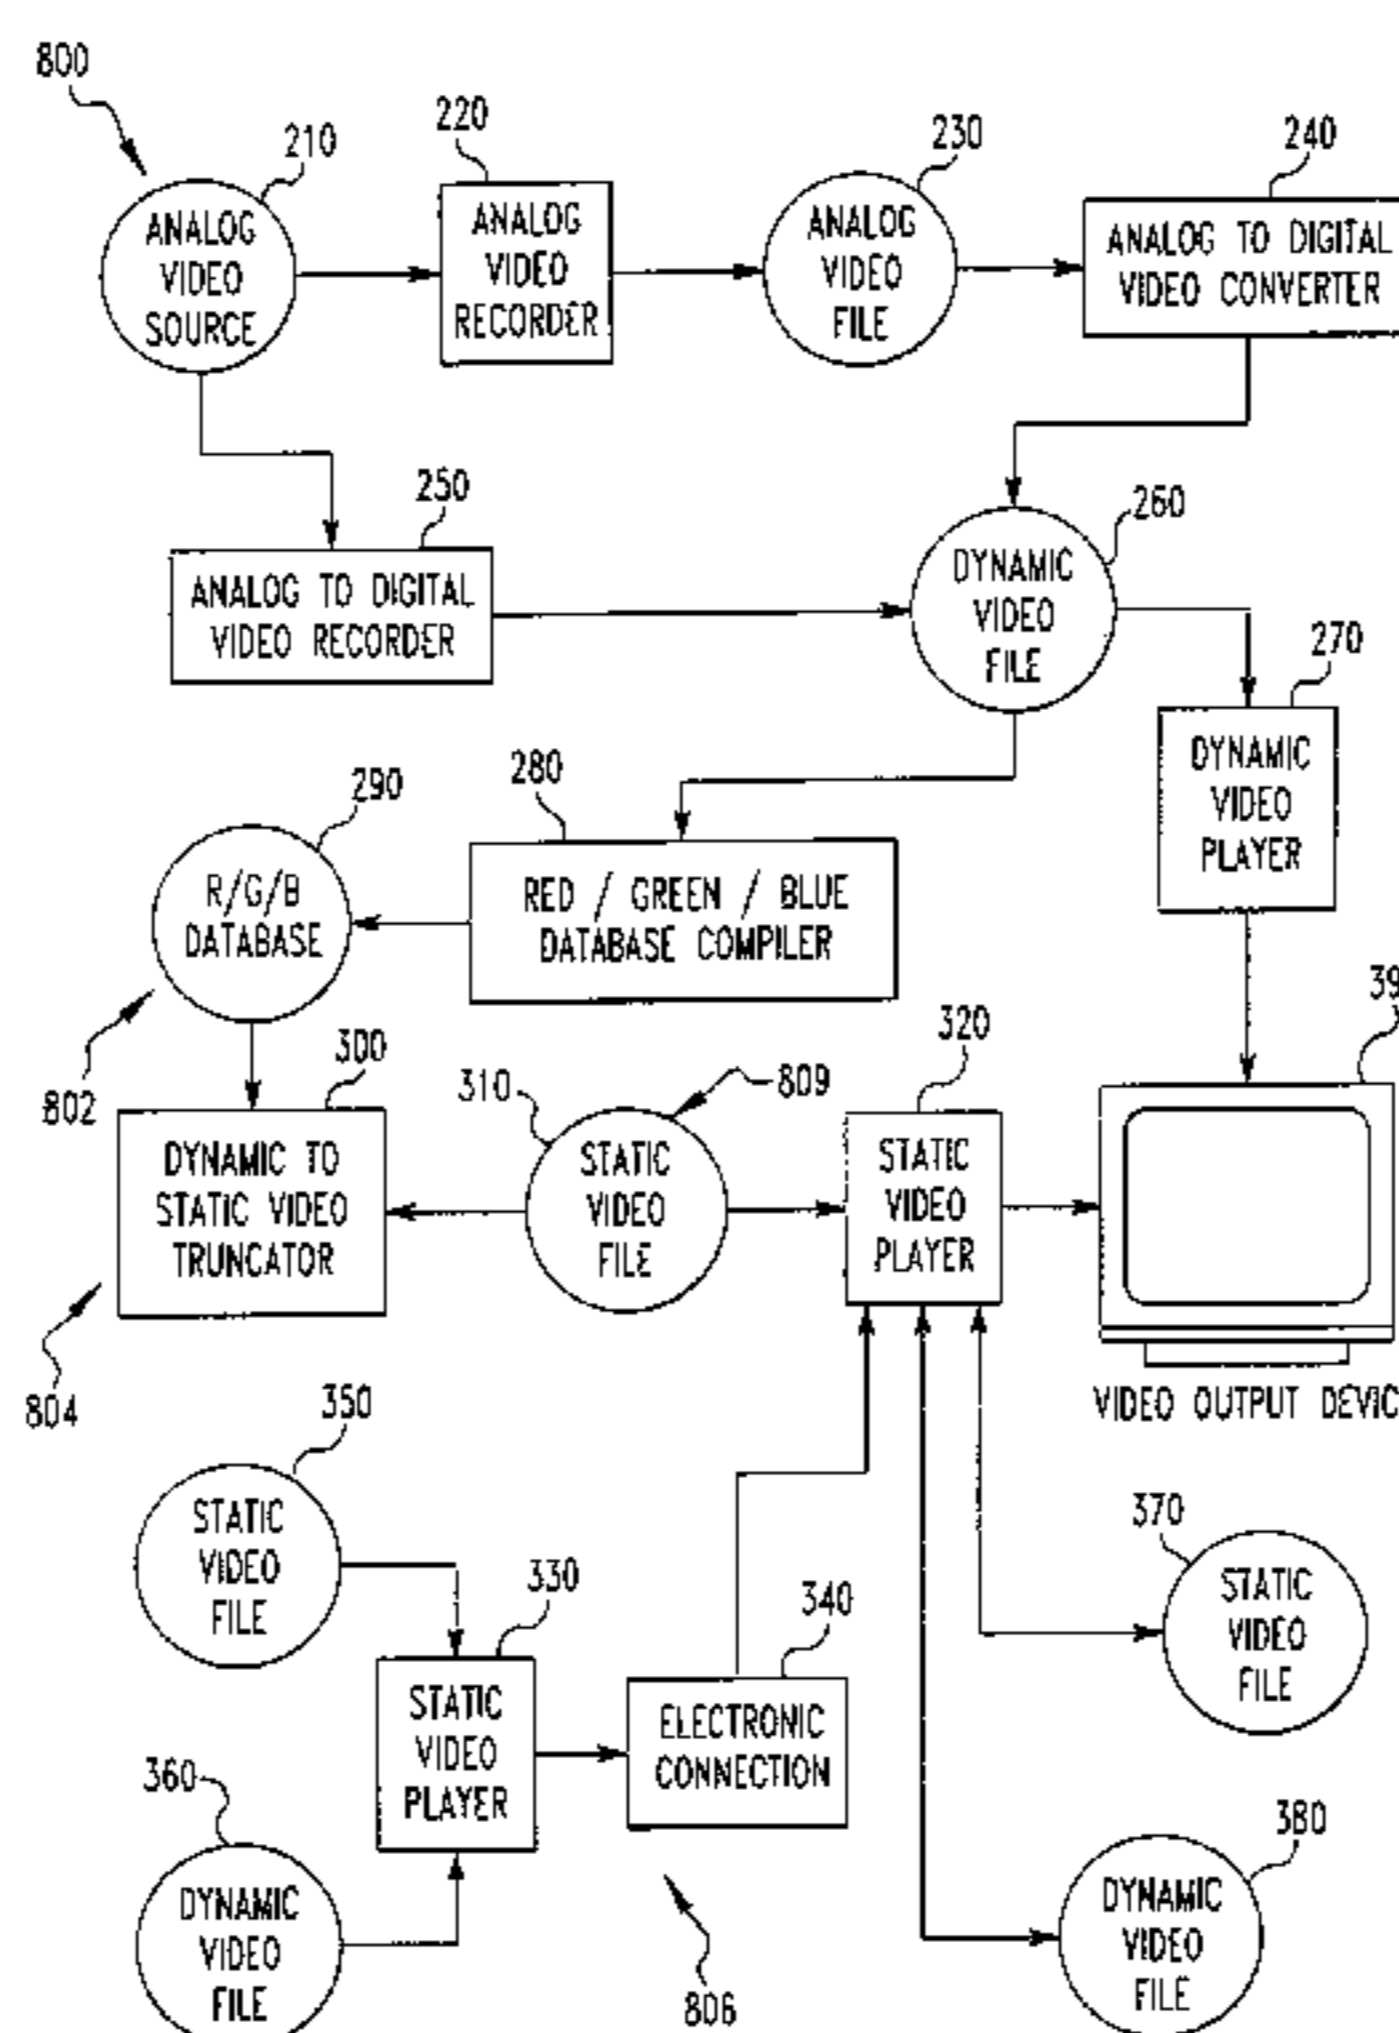 800
210
220
230
240
ANALOG
VIDEO
SOURCE
ANALOG
VIDEO
RECORDER
ANALOG
VIDEO
FILE
ANALOG TO DIGITAL
VIDEO CONVERTER
250
260
ANALOG TO DIGITAL
VIDEO RECORDER
DYNAMIC
VIDEO
FILE
270
DYNAMIC
VIDEO
PLAYER
280
290
RED / GREEN / BLUE
DATABASE COMPILER
R/G/B
DATABASE
802
300
310
809
320
39
DYNAMIC TO
STATIC VIDEO
TRUNCATOR
STATIC
VIDEO
FILE
STATIC
VIDEO
PLAYER
804
VIDEO OUTPUT DEVIC
350
STATIC
VIDEO
FILE
330
340
370
STATIC
VIDEO
FILE
STATIC
VIDEO
PLAYER
ELECTRONIC
CONNECTION
360
DYNAMIC
VIDEO
FILE
806
380
DYNAMIC
VIDEO
FILE